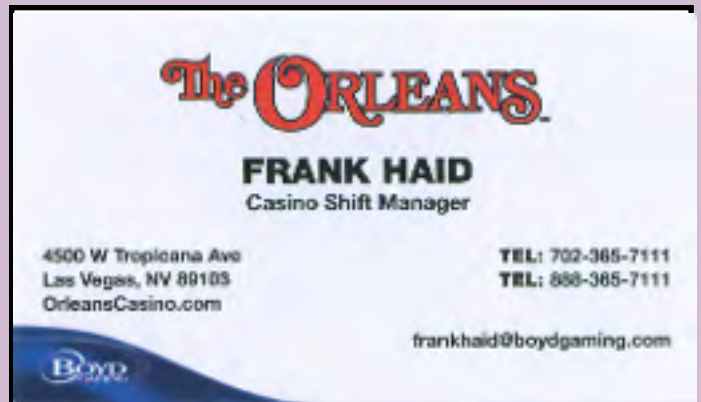 The ORLEANS
FRANK HAID
Casino Shift Manager
4500 W Tropicana Ave
Las Vegas, NV 89103
OrleansCasino.com
TEL: 702-365-7111
TEL: 888-365-7111
frankhaid@boydgaming.com
BOYD
GAMING